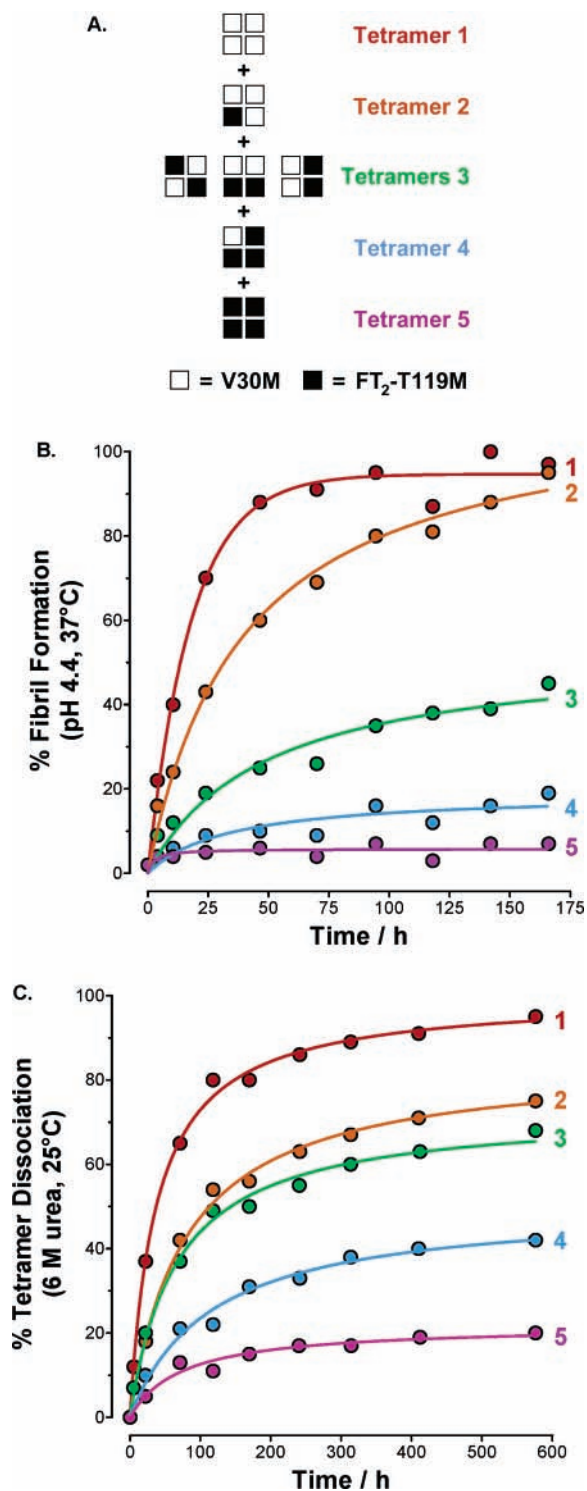 A.
Tetramer 1
+
Tetramer 2
+
Tetramers 3
+
Tetramer 4
+
Tetramer 5
= V30M = FT₂-T119M
B.
% Fibril Formation
(pH 4.4, 37°C)
100
80
60
40
20
0
1
2
3
4
5
0 25 50 75 100 125 150 175
Time / h
C.
% Tetramer Dissociation
(6 M urea, 25°C)
100
80
60
40
20
0
1
2
3
4
5
0 100 200 300 400 500 600
Time / h